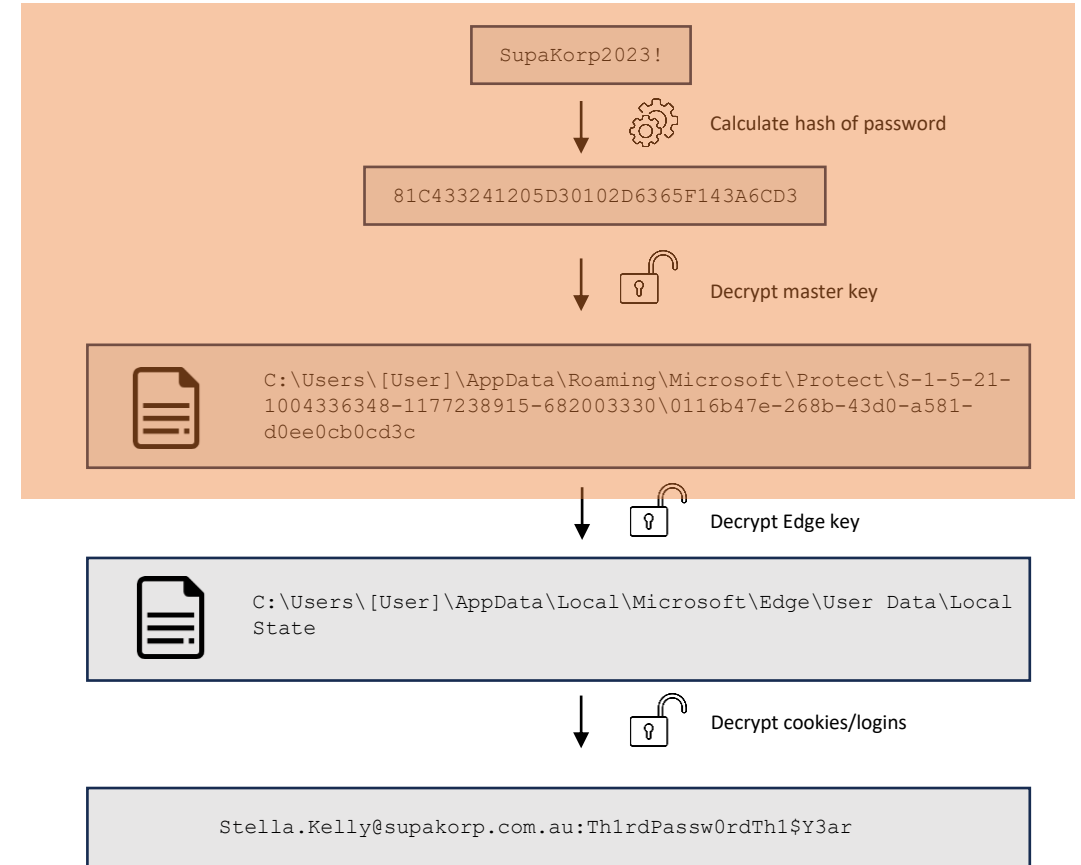 SupaKorp2023!
Calculate hash of password
81C433241205D30102D6365F143A6CD3
Decrypt master key
C:\Users\[User]\AppData\Roaming\Microsoft\Protect\S-1-5-21-
1004336348-1177238915-682003330\0116b47e-268b-43d0-a581-
d0ee0cb0cd3c
Decrypt Edge key
C:\Users\[User]\AppData\Local\Microsoft\Edge\User Data\Local
State
Decrypt cookies/logins
Stella.Kelly@supakorp.com.au:Th1rdPassw0rdTh1$Y3ar